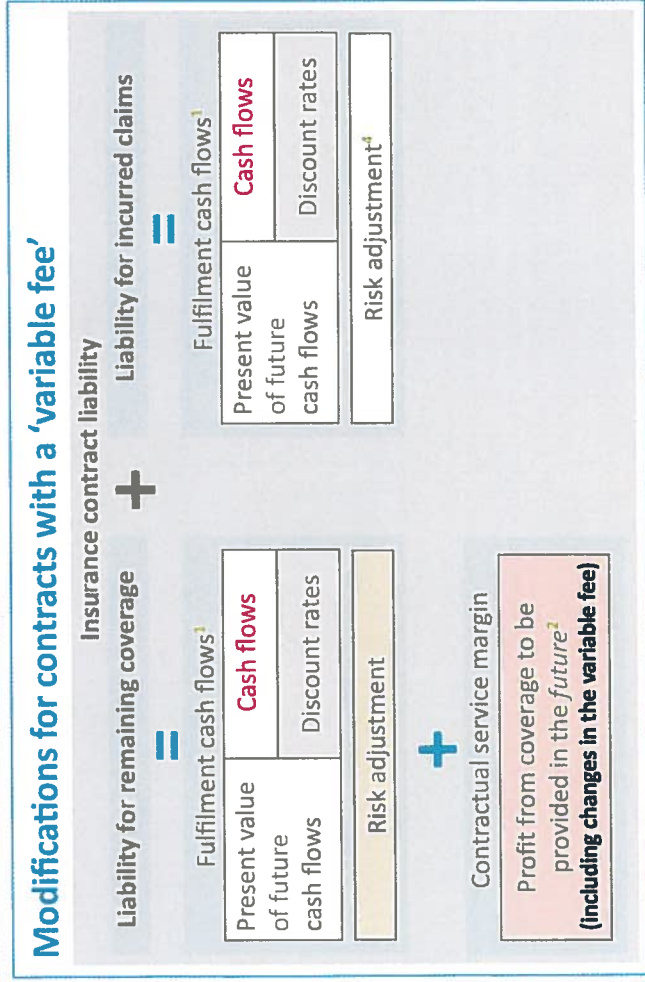 Modifications for contracts with a 'variable fee'
Insurance contract liability
Liability for remaining coverage
+
Liability for incurred claims
=
Fulfilment cash flows¹
Present value
of future
cash flows
Cash flows
Discount rates
Risk adjustment
+
Contractual service margin
Profit from coverage to be
provided in the future²
(including changes in the variable fee)
=
Fulfilment cash flows¹
Present value
of future
cash flows
Cash flows
Discount rates
Risk adjustment⁴